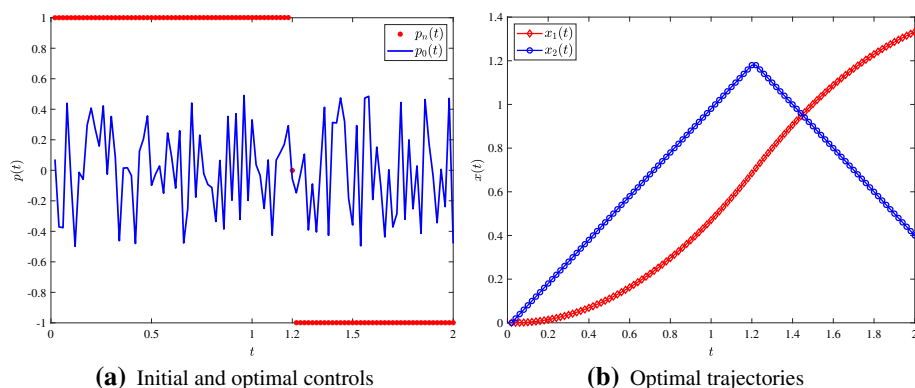 1
0.8
0.6
0.4
0.2
0
-0.2
-0.4
-0.6
-0.8
-1
p(t)
0 0.5 1 1.2 1.5 2
t
pn(t)
p0(t)
(a) Initial and optimal controls
1.4
1.2
1
0.8
0.6
0.4
0.2
0
x(t)
0 0.2 0.4 0.6 0.8 1.0 1.2 1.4 1.6 1.8 2
t
x1(t)
x2(t)
(b) Optimal trajectories